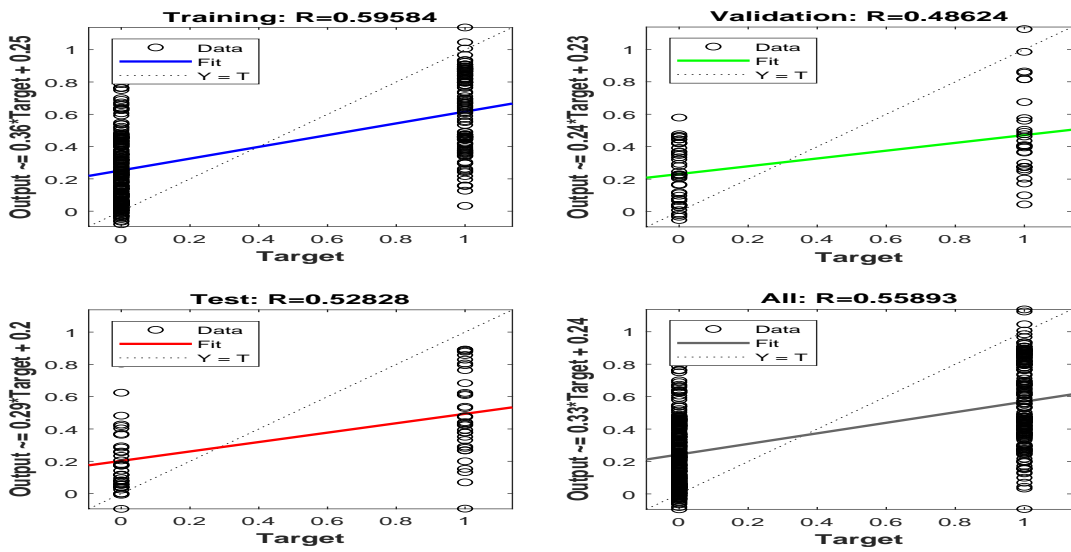 Training: R=0.59584
Output ~= 0.36*Target + 0.25
Data
Fit
Y = T
1
0.8
0.6
0.4
0.2
0
0 0.2 0.4 0.6 0.8 1
Target
Validation: R=0.48624
Output ~= 0.24*Target + 0.23
Data
Fit
Y = T
1
0.8
0.6
0.4
0.2
0
0 0.2 0.4 0.6 0.8 1
Target
Test: R=0.52828
Output ~= 0.29*Target + 0.2
Data
Fit
Y = T
1
0.8
0.6
0.4
0.2
0
0 0.2 0.4 0.6 0.8 1
Target
All: R=0.55893
Output ~= 0.33*Target + 0.24
Data
Fit
Y = T
1
0.8
0.6
0.4
0.2
0
0 0.2 0.4 0.6 0.8 1
Target